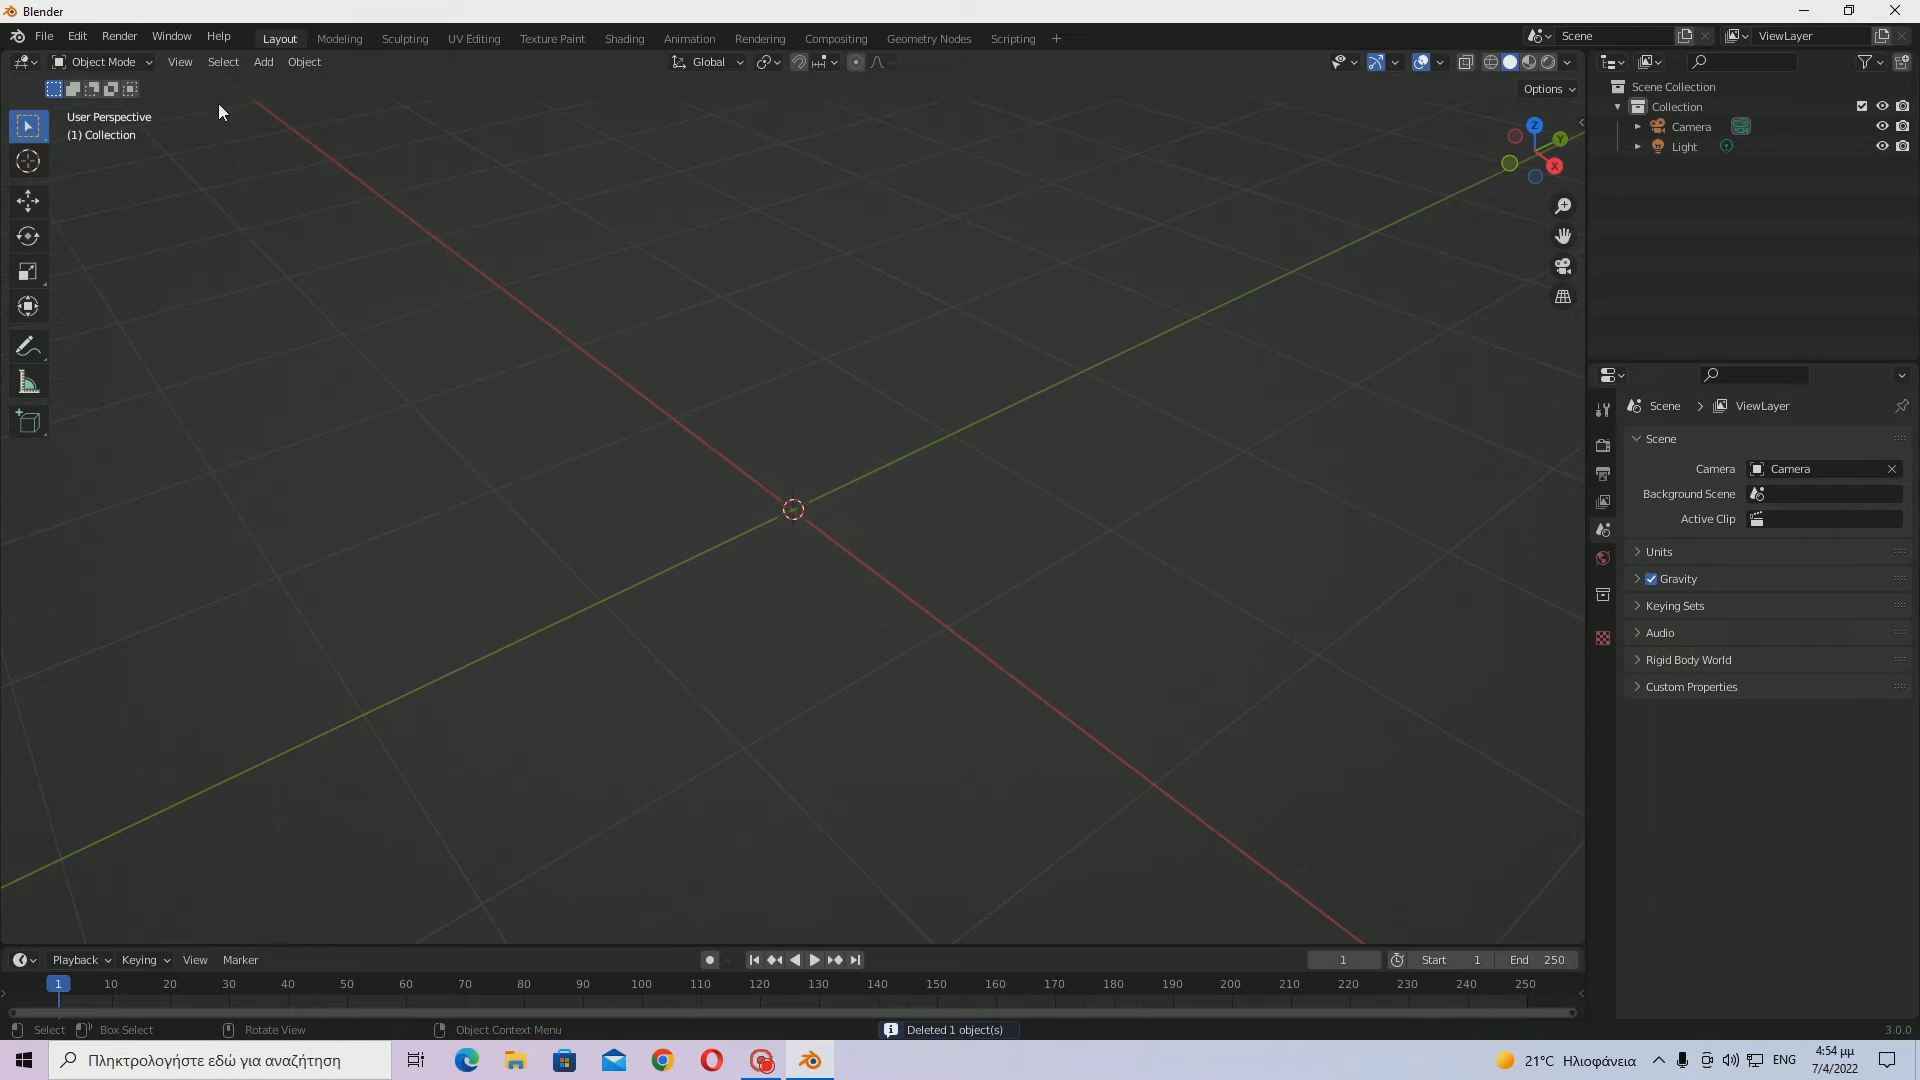 Blender
File Edit Render Window Help Layout Modeling Sculpting UV Editing Texture Paint Shading Animation Rendering Compositing Geometry Nodes Scripting Scene ViewLayer
Object Mode View Select Add Object Global
Options
User Perspective
(1) Collection
Z
Y
X
Scene Collection
Collection
Camera
Light
Scene ViewLayer
Scene
Camera Camera
Background Scene
Active Clip
Units
Gravity
Keying Sets
Audio
Rigid Body World
Custom Properties
Playback Keying View Marker 1 Start 1 End 250
1 10 20 30 40 50 60 70 80 90 100 110 120 130 140 150 160 170 180 190 200 210 220 230 240 250
Select Box Select Rotate View Object Context Menu Deleted 1 object(s) 3.0.0
Πληκτρολογήστε εδώ για αναζήτηση 21°C Ηλιοφάνεια ENG 4:54 μμ
7/4/2022